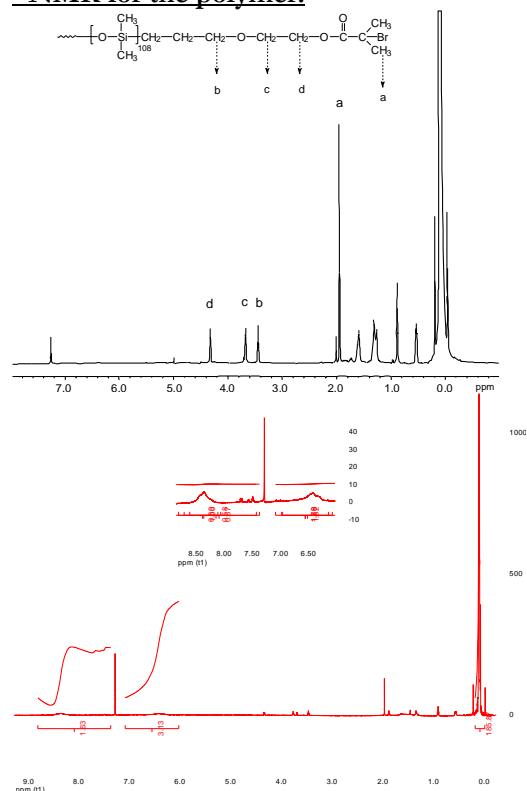 NMR for the polymer.
O CH3 O CH3
O Si CH2 CH2 CH2 O CH2 CH2 O C C Br
108
CH3 CH3
b c d a
a
d c b
7.0 6.0 5.0 4.0 3.0 2.0 1.0 0.0 ppm
1000
40
30
20
10
0
-10
8.50 8.00 7.50 7.00 6.50
ppm (t1)
500
0
1.63 3.13
9.0 8.0 7.0 6.0 5.0 4.0 3.0 2.0 1.0 0.0
ppm (t1)